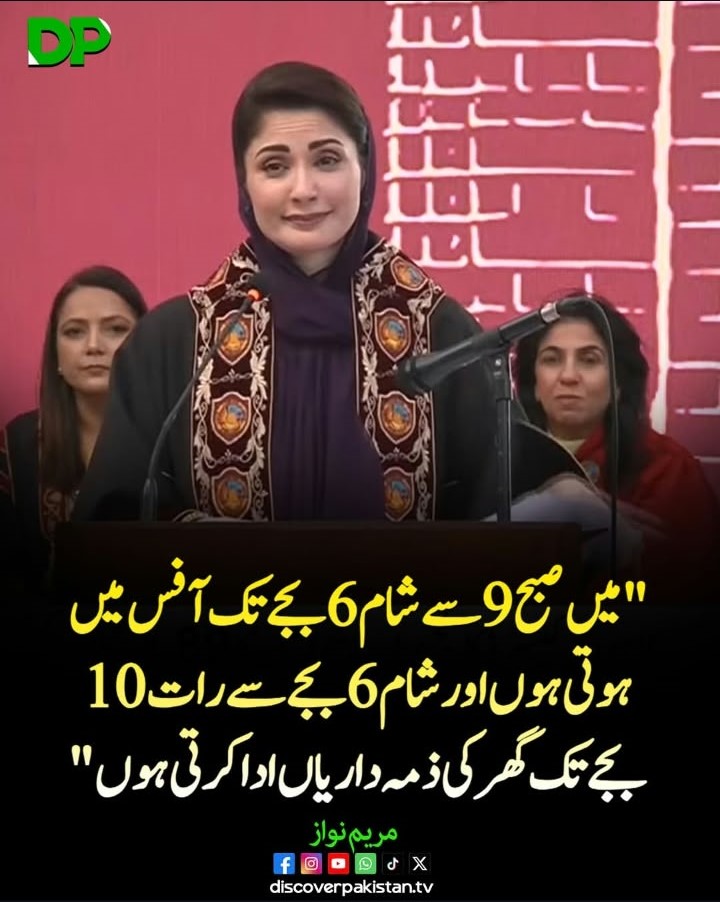 DP
"میں صبح 9 سے شام 6 بجے تک آفس میں
ہوتی ہوں اور شام 6 بجے سے رات 10
بجے تک گھر کی ذمہ داریاں ادا کرتی ہوں"
مریم نواز
discoverpakistan.tv